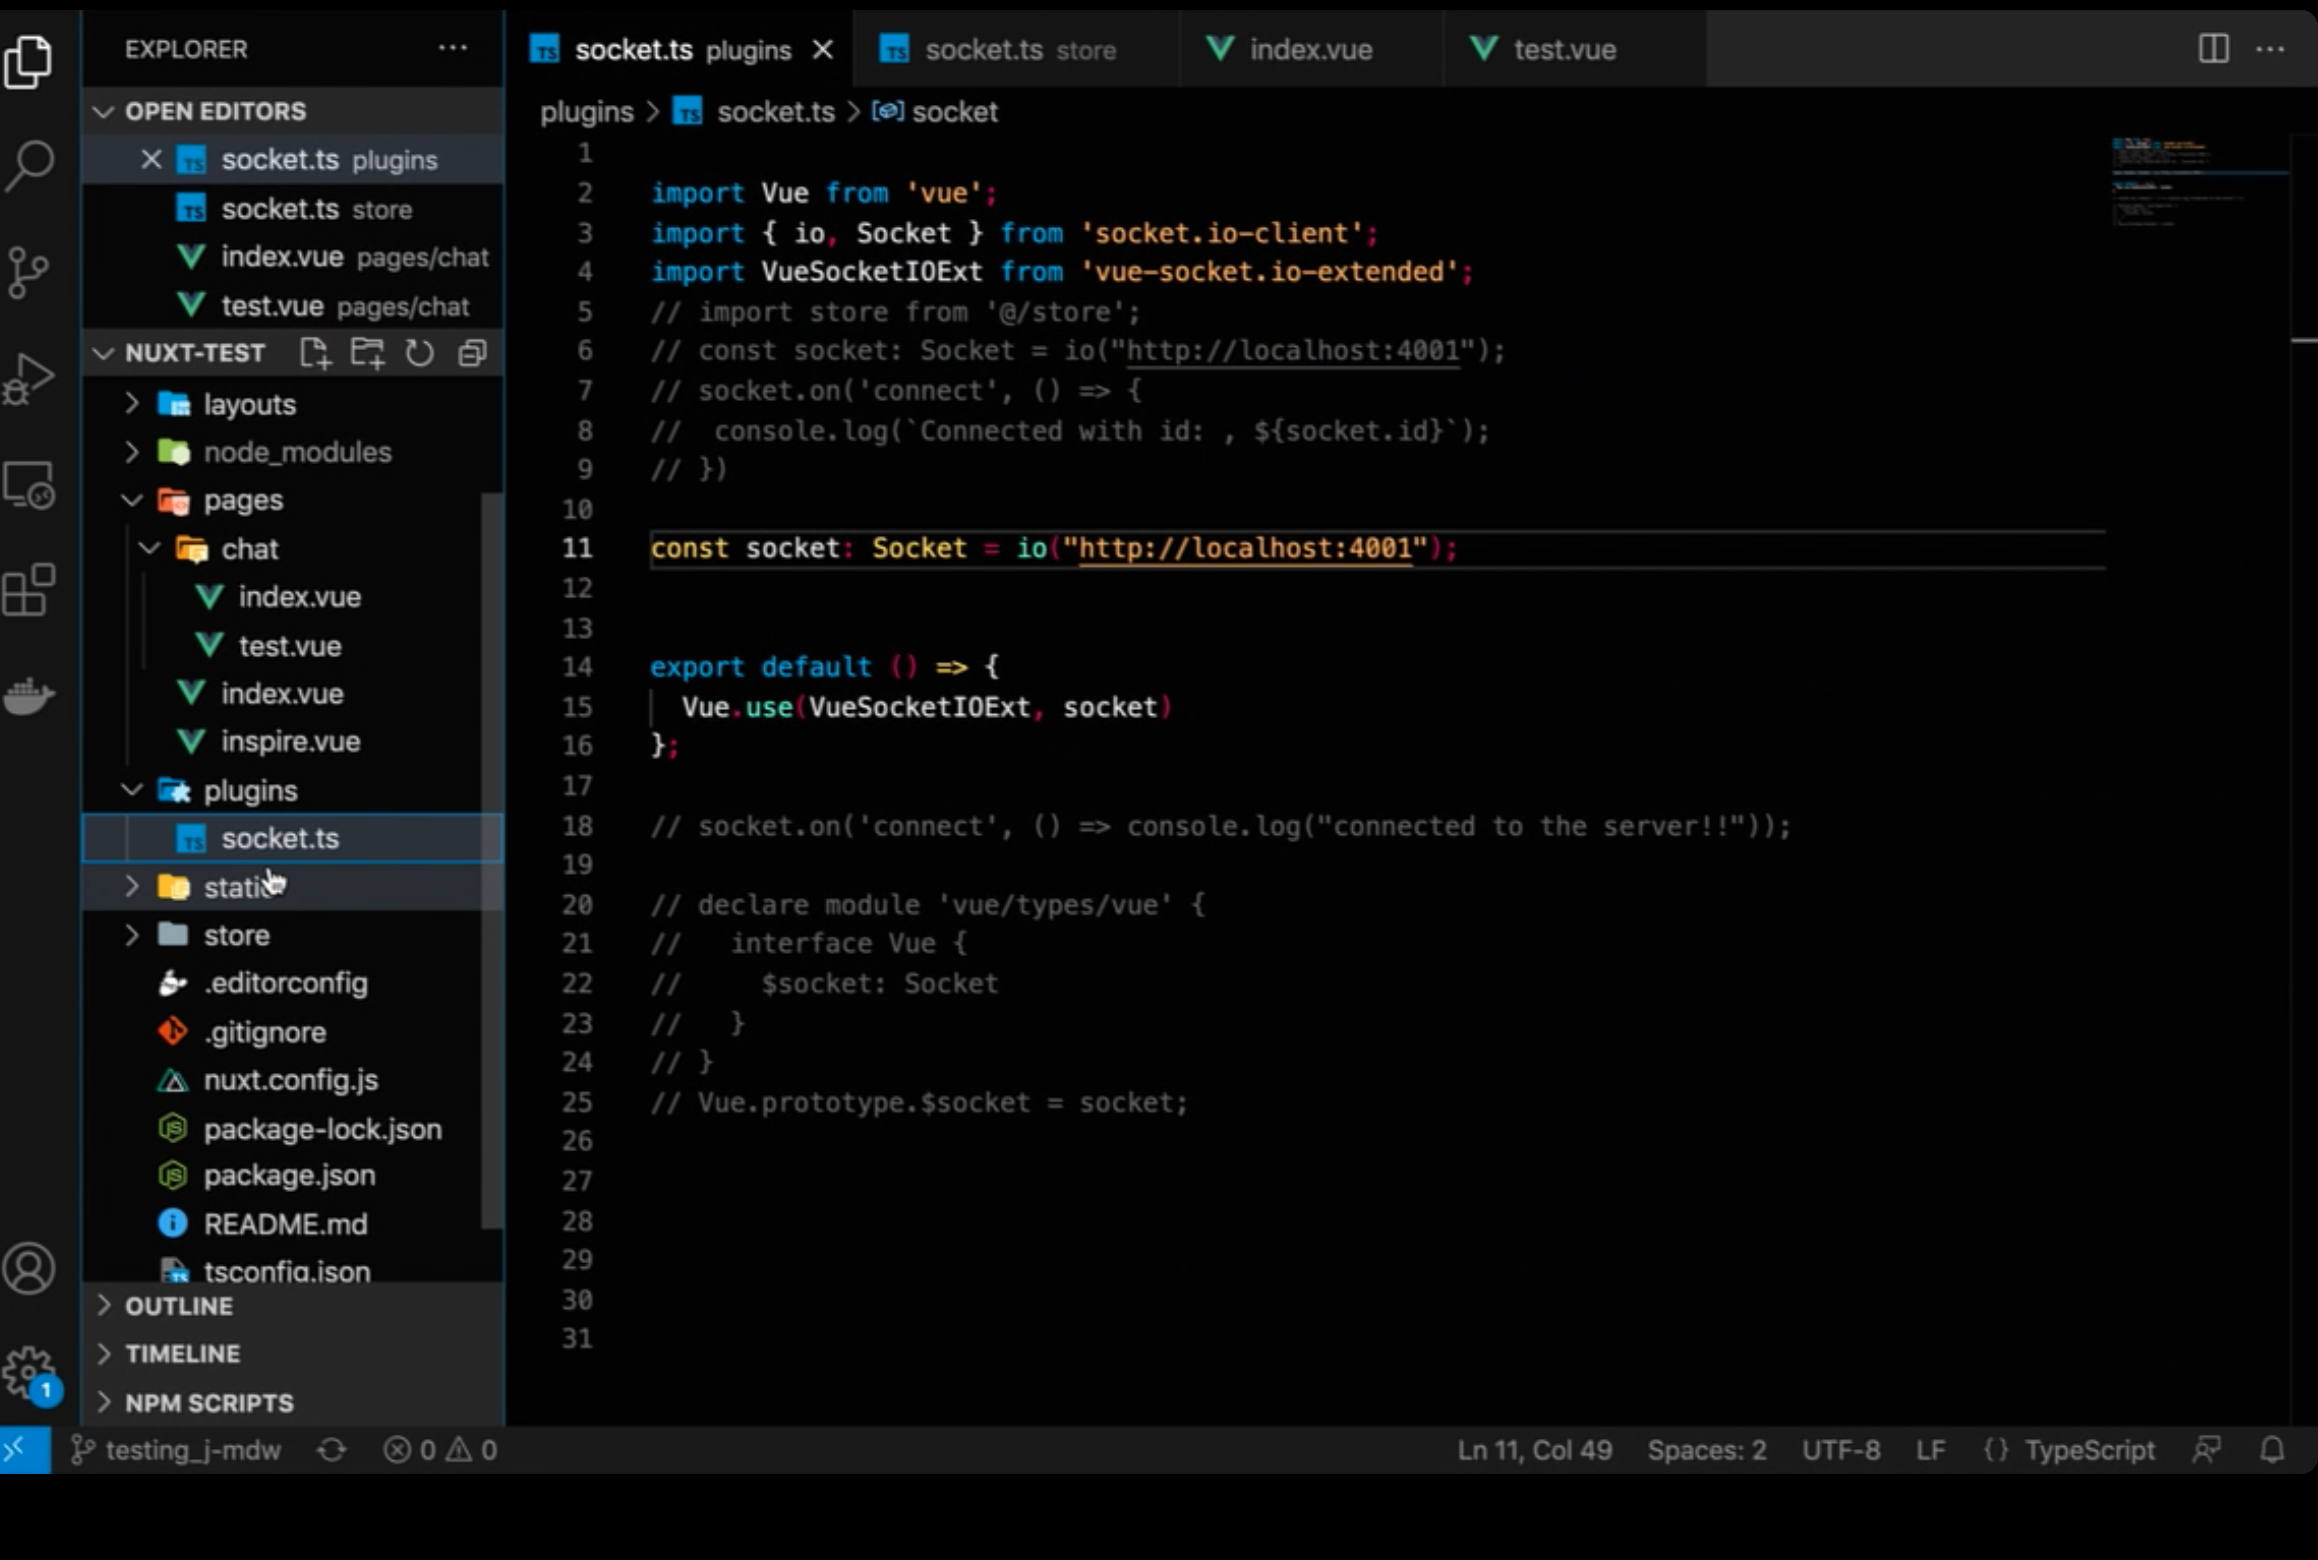 EXPLORER
OPEN EDITORS
socket.ts plugins
socket.ts store
index.vue pages/chat
test.vue pages/chat
NUXT-TEST
layouts
node_modules
pages
chat
index.vue
test.vue
index.vue
inspire.vue
plugins
socket.ts
static
store
.editorconfig
.gitignore
nuxt.config.js
package-lock.json
package.json
README.md
tsconfig.json
OUTLINE
TIMELINE
NPM SCRIPTS
socket.ts plugins
socket.ts store
index.vue
test.vue
plugins > socket.ts > socket
1
2 import Vue from 'vue';
3 import { io, Socket } from 'socket.io-client';
4 import VueSocketIOExt from 'vue-socket.io-extended';
5 // import store from '@/store';
6 // const socket: Socket = io("http://localhost:4001");
7 // socket.on('connect', () => {
8 //  console.log(`Connected with id: , ${socket.id}`);
9 // })
10
11 const socket: Socket = io("http://localhost:4001");
12
13
14 export default () => {
15   Vue.use(VueSocketIOExt, socket)
16 };
17
18 // socket.on('connect', () => console.log("connected to the server!!"));
19
20 // declare module 'vue/types/vue' {
21 //   interface Vue {
22 //     $socket: Socket
23 //   }
24 // }
25 // Vue.prototype.$socket = socket;
26
27
28
29
30
31
1
testing_j-mdw
0 0
Ln 11, Col 49
Spaces: 2
UTF-8
LF
{} TypeScript